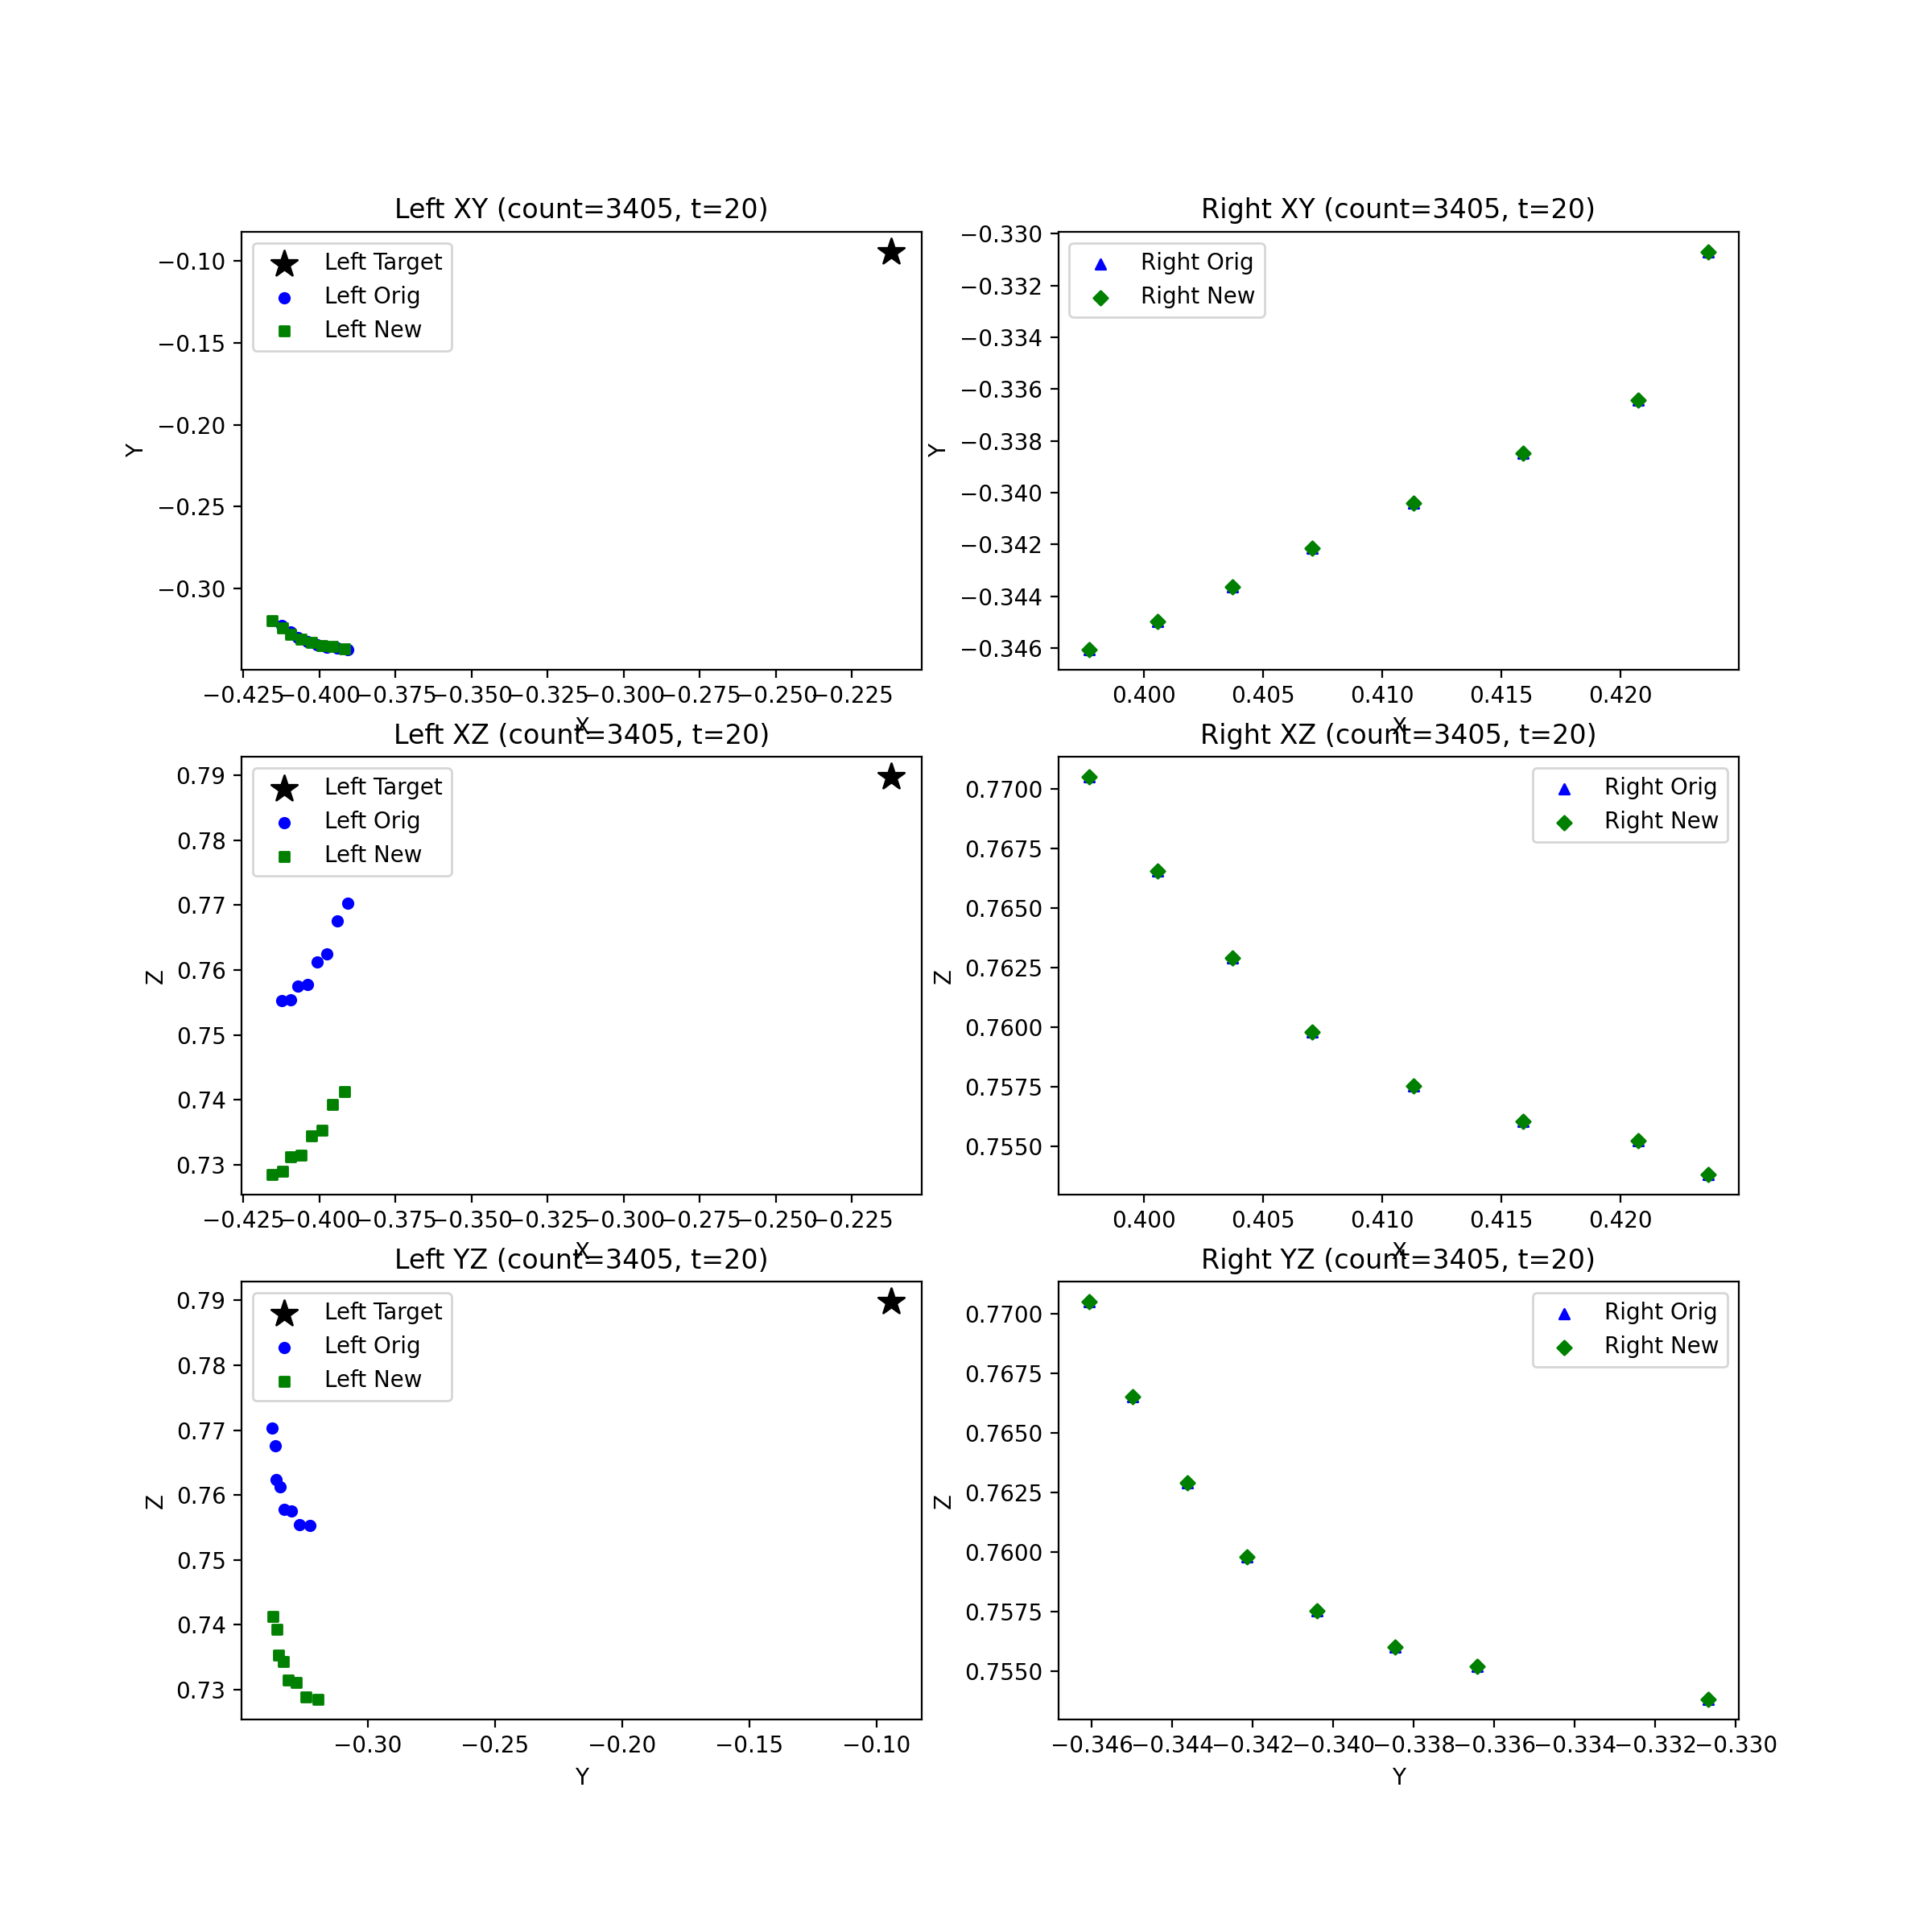 Left XY (count=3405, t=20)
Left Target
Left Orig
Left New
−0.10
−0.15
−0.20
−0.25
−0.30
Y
−0.425 −0.400 −0.375 −0.350 −0.325 −0.300 −0.275 −0.250 −0.225
X
Right XY (count=3405, t=20)
Right Orig
Right New
−0.330
−0.332
−0.334
−0.336
−0.338
−0.340
−0.342
−0.344
−0.346
Y
0.400 0.405 0.410 0.415 0.420
X
Left XZ (count=3405, t=20)
Left Target
Left Orig
Left New
0.79
0.78
0.77
0.76
0.75
0.74
0.73
Z
−0.425 −0.400 −0.375 −0.350 −0.325 −0.300 −0.275 −0.250 −0.225
X
Right XZ (count=3405, t=20)
Right Orig
Right New
0.7700
0.7675
0.7650
0.7625
0.7600
0.7575
0.7550
Z
0.400 0.405 0.410 0.415 0.420
X
Left YZ (count=3405, t=20)
Left Target
Left Orig
Left New
0.79
0.78
0.77
0.76
0.75
0.74
0.73
Z
−0.30 −0.25 −0.20 −0.15 −0.10
Y
Right YZ (count=3405, t=20)
Right Orig
Right New
0.7700
0.7675
0.7650
0.7625
0.7600
0.7575
0.7550
Z
−0.346 −0.344 −0.342 −0.340 −0.338 −0.336 −0.334 −0.332 −0.330
Y